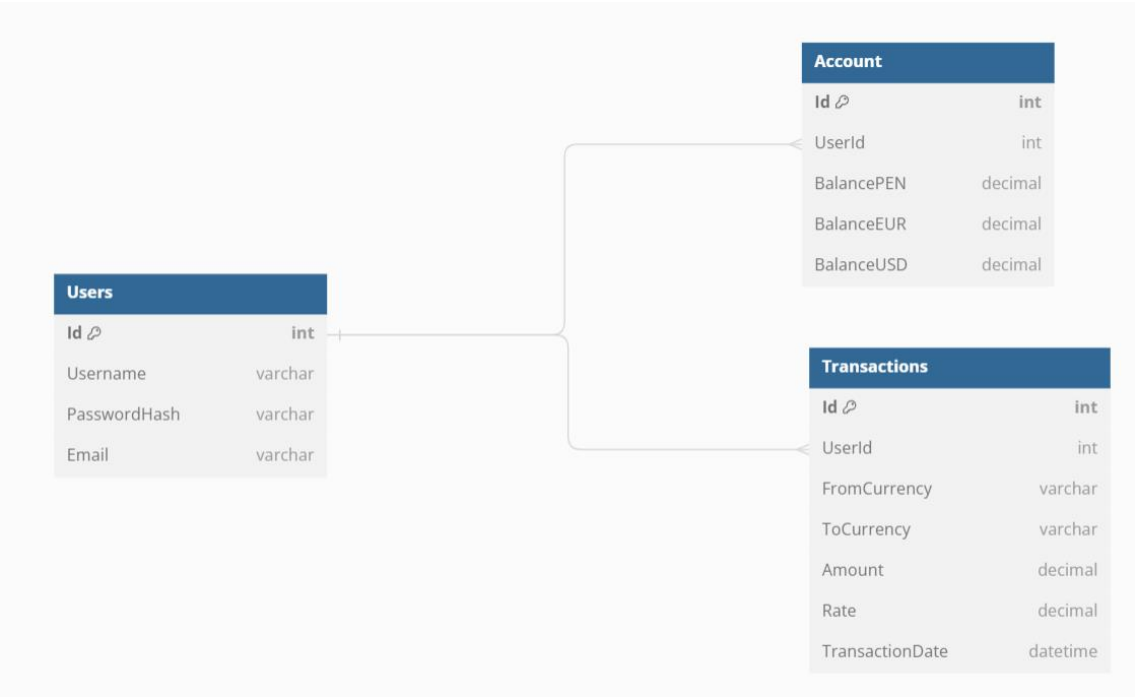 Account
Id int
UserId int
BalancePEN decimal
BalanceEUR decimal
BalanceUSD decimal
Users
Id int
Username varchar
PasswordHash varchar
Email varchar
Transactions
Id int
UserId int
FromCurrency varchar
ToCurrency varchar
Amount decimal
Rate decimal
TransactionDate datetime